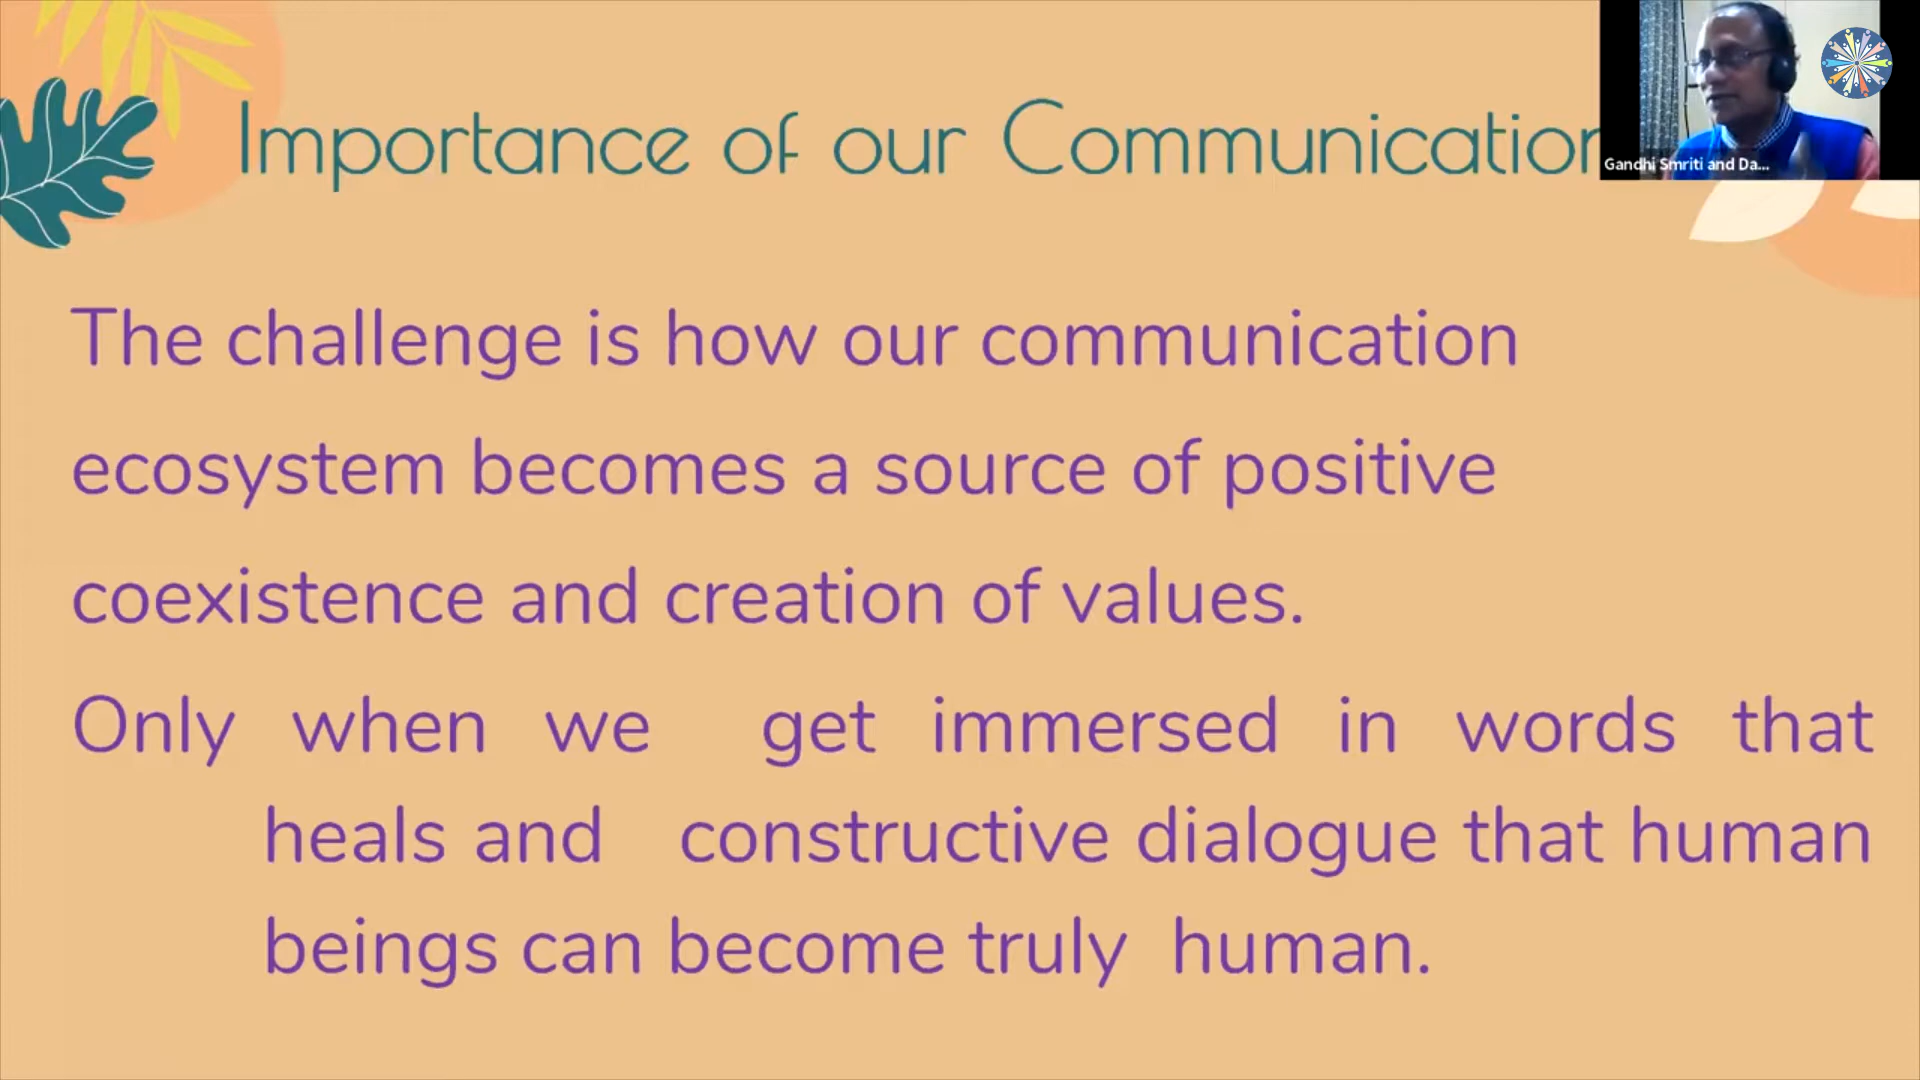 Importance of our Communication
Gandhi Smriti and Da...
The challenge is how our communication
ecosystem becomes a source of positive
coexistence and creation of values.
Only when we get immersed in words that
heals and constructive dialogue that human
beings can become truly human.